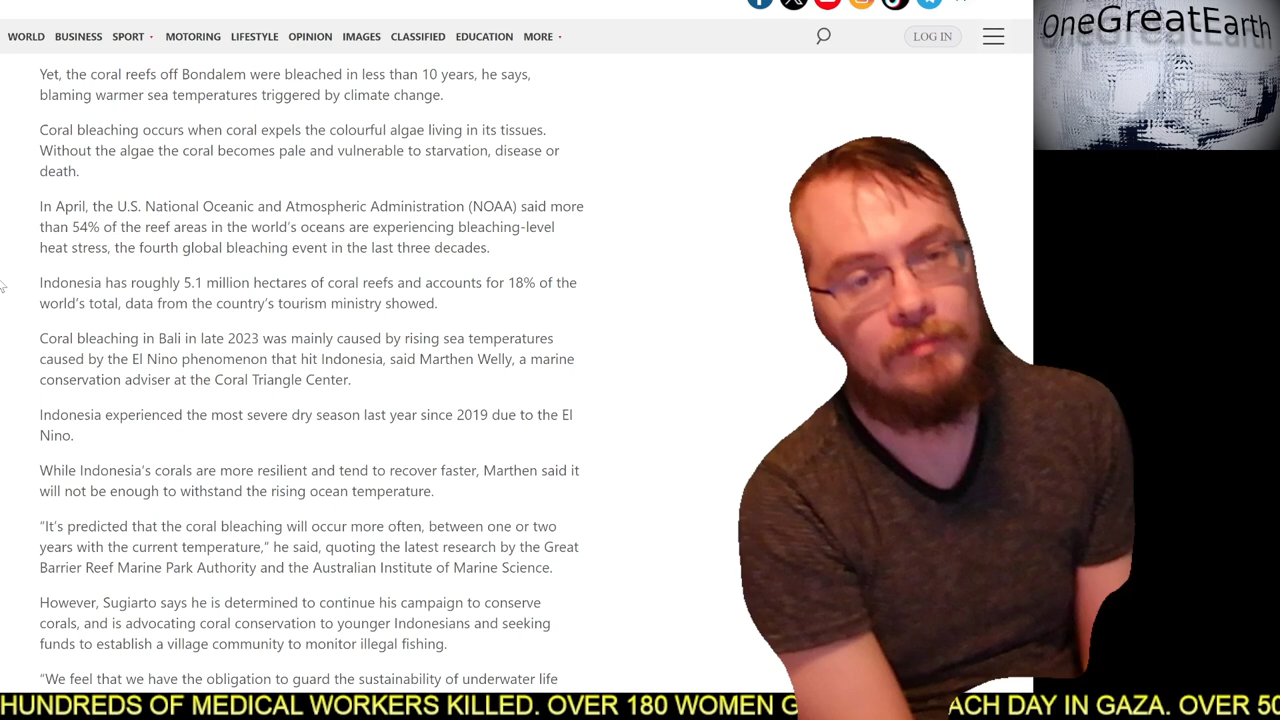 OneGreatEarth
WORLD BUSINESS SPORT MOTORING LIFESTYLE OPINION IMAGES CLASSIFIED EDUCATION MORE LOG IN
Yet, the coral reefs off Bondalem were bleached in less than 10 years, he says,
blaming warmer sea temperatures triggered by climate change.
Coral bleaching occurs when coral expels the colourful algae living in its tissues.
Without the algae the coral becomes pale and vulnerable to starvation, disease or
death.
In April, the U.S. National Oceanic and Atmospheric Administration (NOAA) said more
than 54% of the reef areas in the world’s oceans are experiencing bleaching-level
heat stress, the fourth global bleaching event in the last three decades.
Indonesia has roughly 5.1 million hectares of coral reefs and accounts for 18% of the
world’s total, data from the country’s tourism ministry showed.
Coral bleaching in Bali in late 2023 was mainly caused by rising sea temperatures
caused by the El Nino phenomenon that hit Indonesia, said Marthen Welly, a marine
conservation adviser at the Coral Triangle Center.
Indonesia experienced the most severe dry season last year since 2019 due to the El
Nino.
While Indonesia’s corals are more resilient and tend to recover faster, Marthen said it
will not be enough to withstand the rising ocean temperature.
“It’s predicted that the coral bleaching will occur more often, between one or two
years with the current temperature,” he said, quoting the latest research by the Great
Barrier Reef Marine Park Authority and the Australian Institute of Marine Science.
However, Sugiarto says he is determined to continue his campaign to conserve
corals, and is advocating coral conservation to younger Indonesians and seeking
funds to establish a village community to monitor illegal fishing.
“We feel that we have the obligation to guard the sustainability of underwater life
HUNDREDS OF MEDICAL WORKERS KILLED. OVER 180 WOMEN G ACH DAY IN GAZA. OVER 50